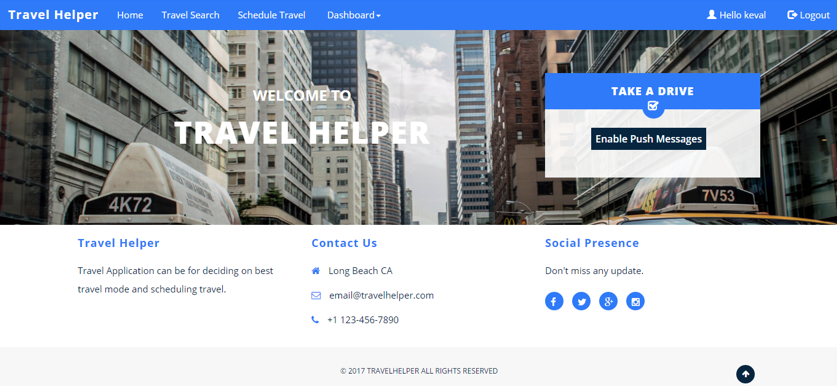 Travel Helper Home Travel Search Schedule Travel Dashboard Hello keval Logout
WELCOME TO
TRAVEL HELPER
TAKE A DRIVE
Enable Push Messages
4K72
7V53
Travel Helper
Travel Application can be for deciding on best
travel mode and scheduling travel.
Contact Us
Long Beach CA
email@travelhelper.com
+1 123-456-7890
Social Presence
Don't miss any update.
© 2017 TRAVELHELPER ALL RIGHTS RESERVED